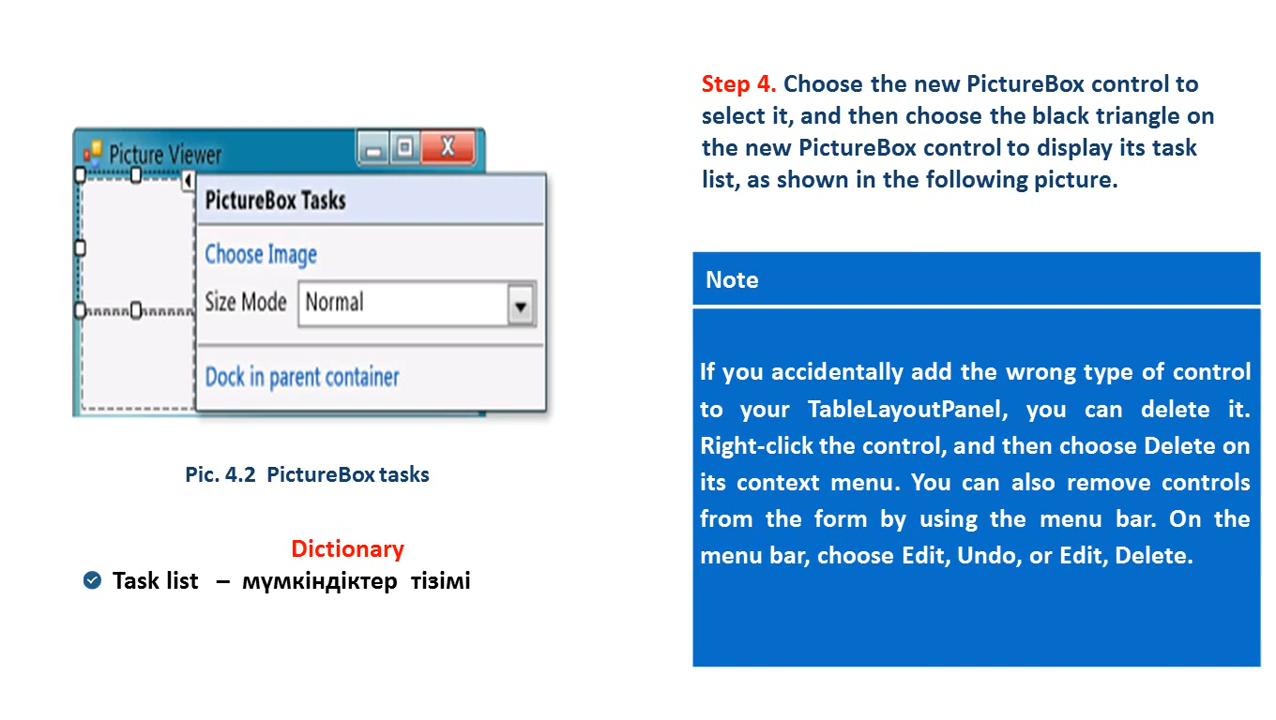 Picture Viewer
PictureBox Tasks
Choose Image
Size Mode Normal
Dock in parent container
Pic. 4.2 PictureBox tasks
Dictionary
Task list – мүмкіндіктер тізімі
Step 4. Choose the new PictureBox control to
select it, and then choose the black triangle on
the new PictureBox control to display its task
list, as shown in the following picture.
Note
If you accidentally add the wrong type of control
to your TableLayoutPanel, you can delete it.
Right-click the control, and then choose Delete on
its context menu. You can also remove controls
from the form by using the menu bar. On the
menu bar, choose Edit, Undo, or Edit, Delete.